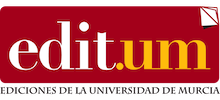 edit.um
EDICIONES DE LA UNIVERSIDAD DE MURCIA